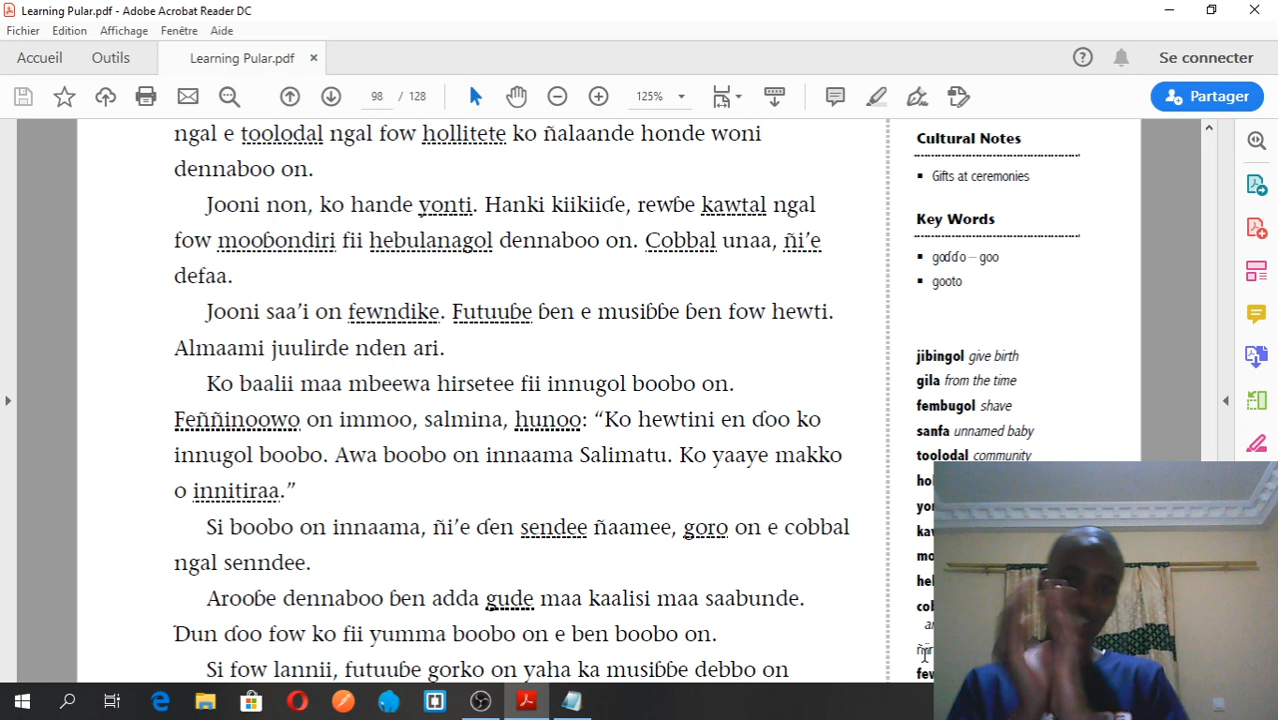 Learning Pular.pdf - Adobe Acrobat Reader DC
Fichier Edition Affichage Fenêtre Aide
Accueil Outils Learning Pular.pdf × ? Se connecter
98 / 128 125% Partager
ngal e toolodal ngal fow hollitete ko ñalaande honde woni
dennaboo on.
Jooni non, ko hande yonti. Hanki kiikiiɗe, rewɓe kawtal ngal
fow mooɓondiri fii hebulanagol dennaboo on. Cobbal unaa, ñi’e
defaa.
Jooni saa’i on fewndike. Futuuɓe ɓen e musiɓɓe ɓen fow hewti.
Almaami juulirde nden ari.
Ko baalii maa mbeewa hirsetee fii innugol boobo on.
Feññinoowo on immoo, salmina, hunoo: “Ko hewtini en ɗoo ko
innugol boobo. Awa boobo on innaama Salimatu. Ko yaaye makko
o innitiraa.”
Si boobo on innaama, ñi’e ɗen sendee ñaamee, goro on e cobbal
ngal senndee.
Arooɓe dennaboo ɓen adda gude maa kaalisi maa saabunde.
Ɗun ɗoo fow ko fii yumma boobo on e ben boobo on.
Si fow lannii, futuuɓe gorko on yaha ka musiɓɓe debbo on
Cultural Notes
▪ Gifts at ceremonies
Key Words
▪ goɗɗo – goo
▪ gooto
jibingol give birth
gila from the time
fembugol shave
sanfa unnamed baby
toolodal community